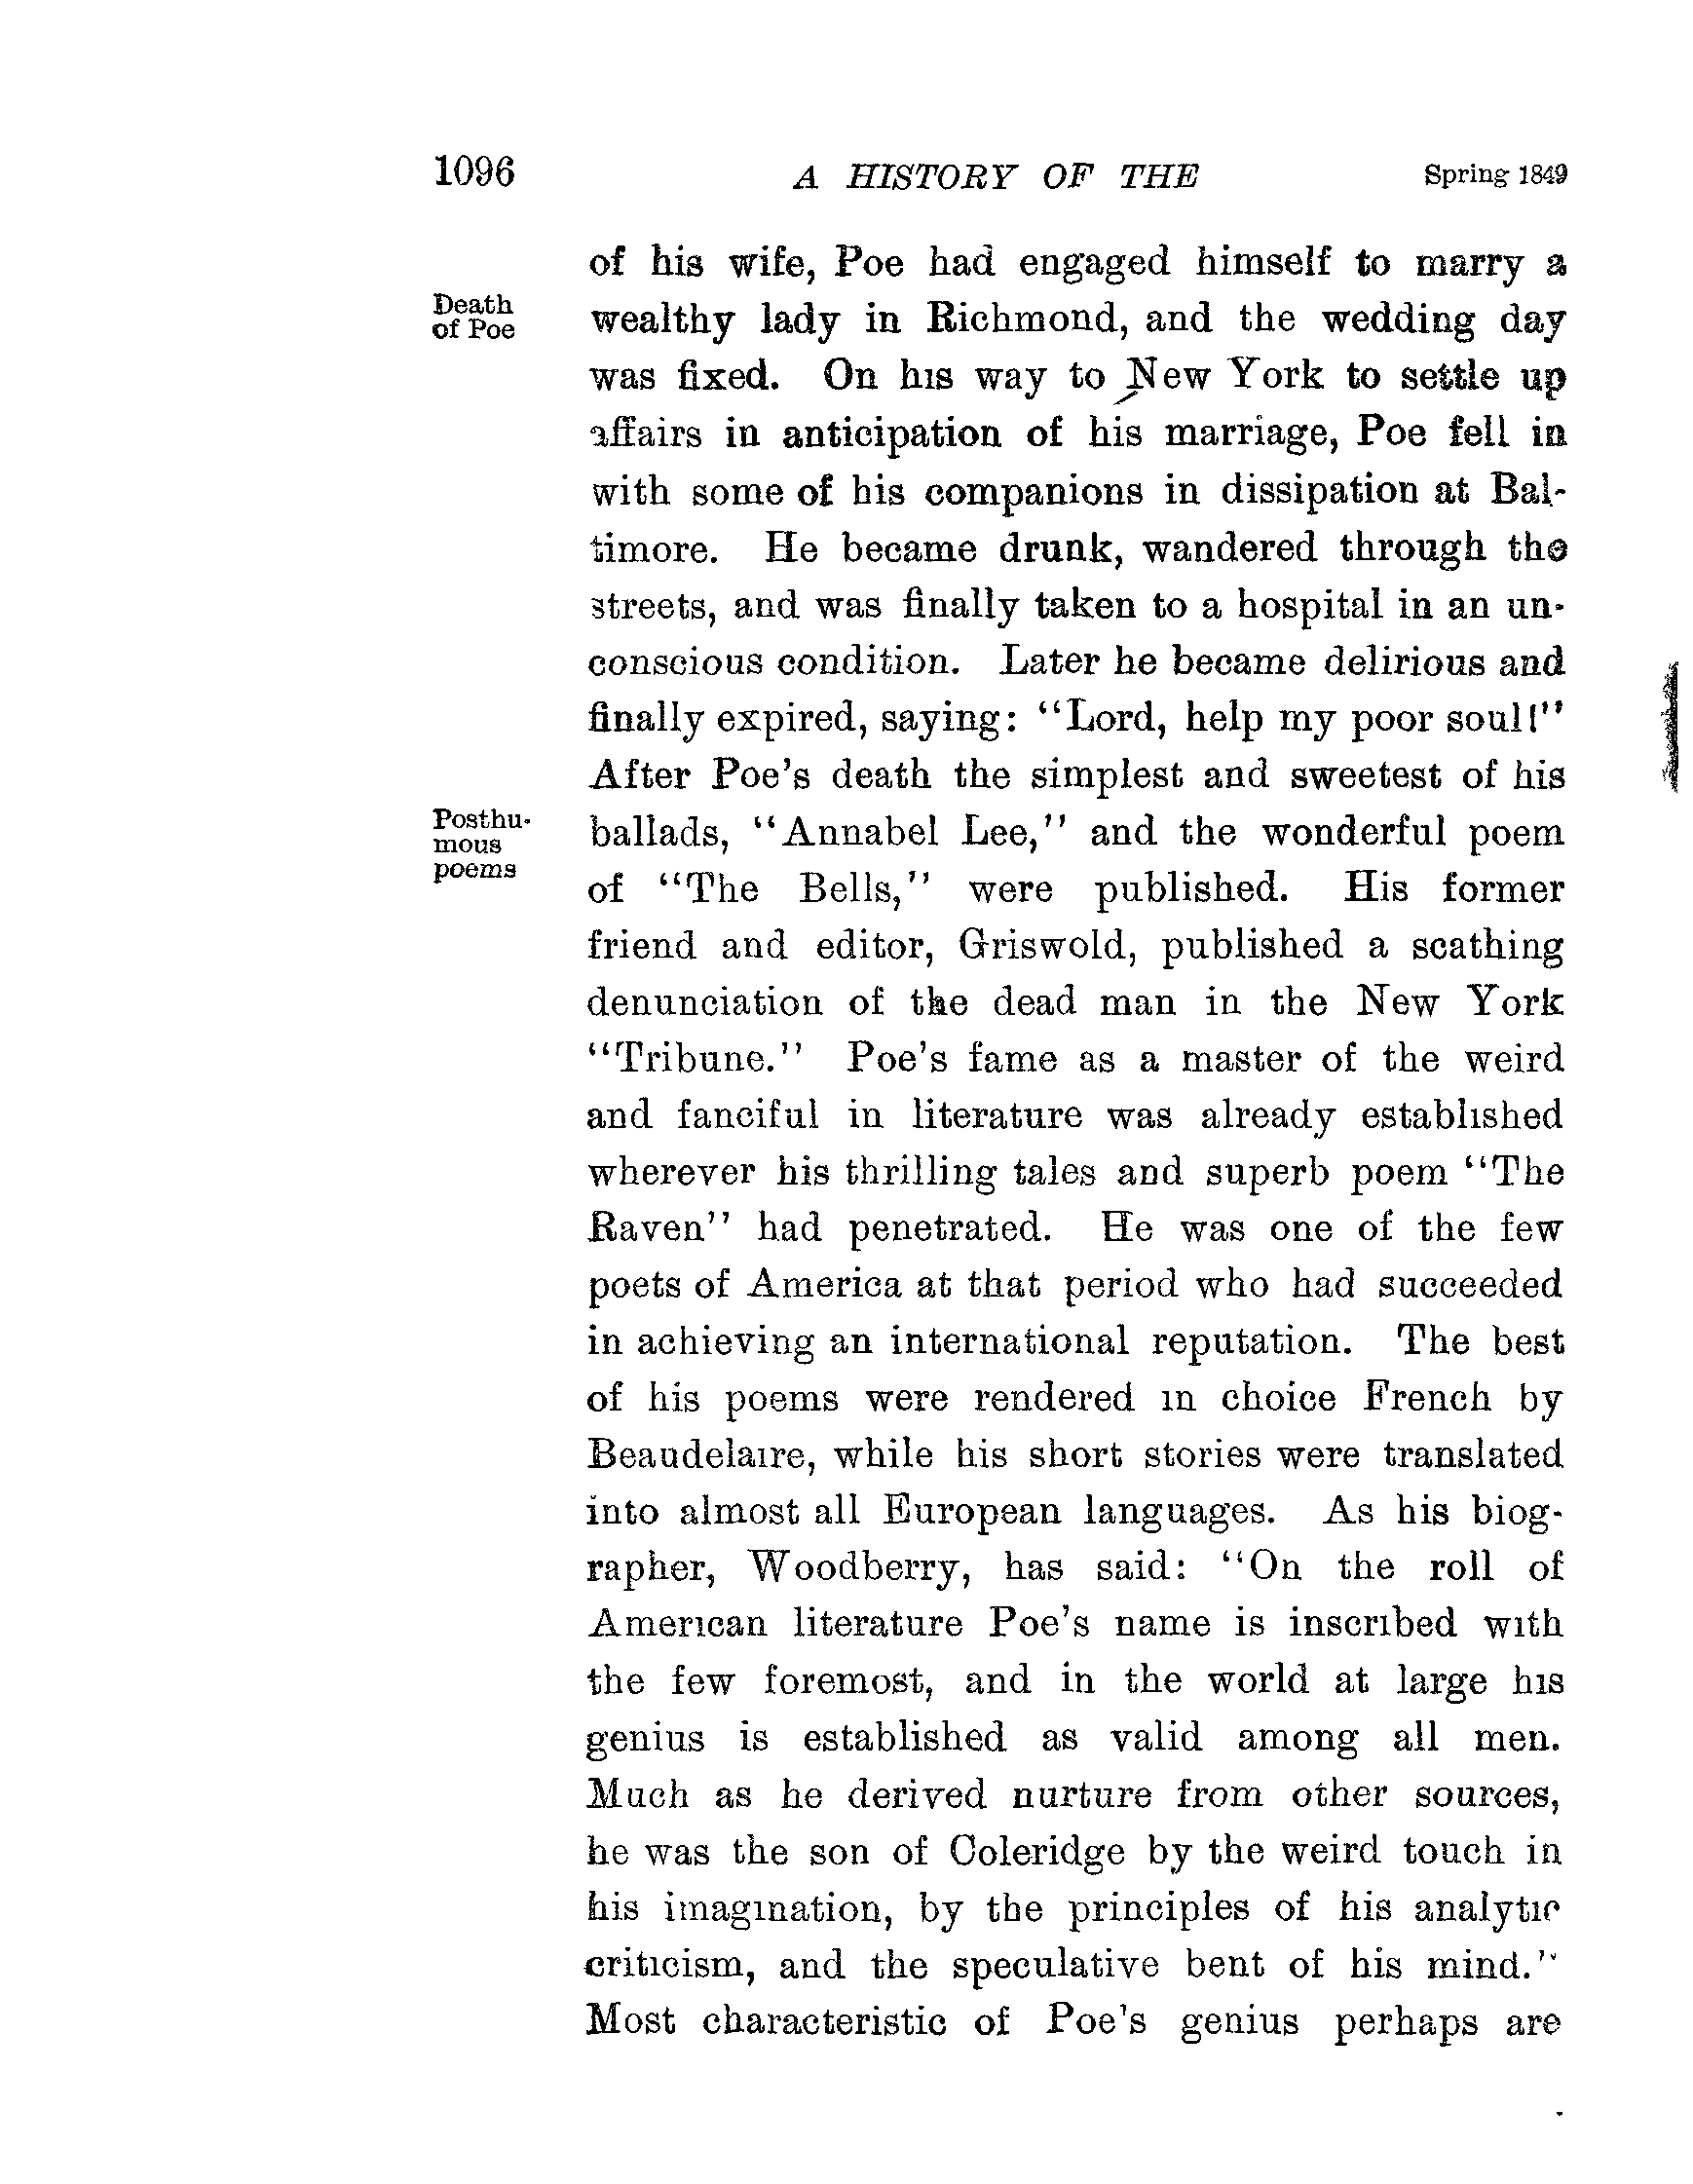 1096 A HISTORY OF THE Spring 1849
of his wife, Poe had engaged himself to marry a
Death
of Poe
wealthy lady in Richmond, and the wedding day
was fixed. On his way to New York to settle up
affairs in anticipation of his marriage, Poe fell in
with some of his companions in dissipation at Bal-
timore. He became drunk, wandered through the
streets, and was finally taken to a hospital in an un-
conscious condition. Later he became delirious and
finally expired, saying: "Lord, help my poor soul!"
After Poe's death the simplest and sweetest of his
Posthu-
mous
poems
ballads, "Annabel Lee," and the wonderful poem
of "The Bells," were published. His former
friend and editor, Griswold, published a scathing
denunciation of the dead man in the New York
"Tribune." Poe's fame as a master of the weird
and fanciful in literature was already established
wherever his thrilling tales and superb poem "The
Raven" had penetrated. He was one of the few
poets of America at that period who had succeeded
in achieving an international reputation. The best
of his poems were rendered in choice French by
Beaudelaire, while his short stories were translated
into almost all European languages. As his biog-
rapher, Woodberry, has said: "On the roll of
American literature Poe's name is inscribed with
the few foremost, and in the world at large his
genius is established as valid among all men.
Much as he derived nurture from other sources,
he was the son of Coleridge by the weird touch in
his imagination, by the principles of his analytic
criticism, and the speculative bent of his mind."
Most characteristic of Poe's genius perhaps are